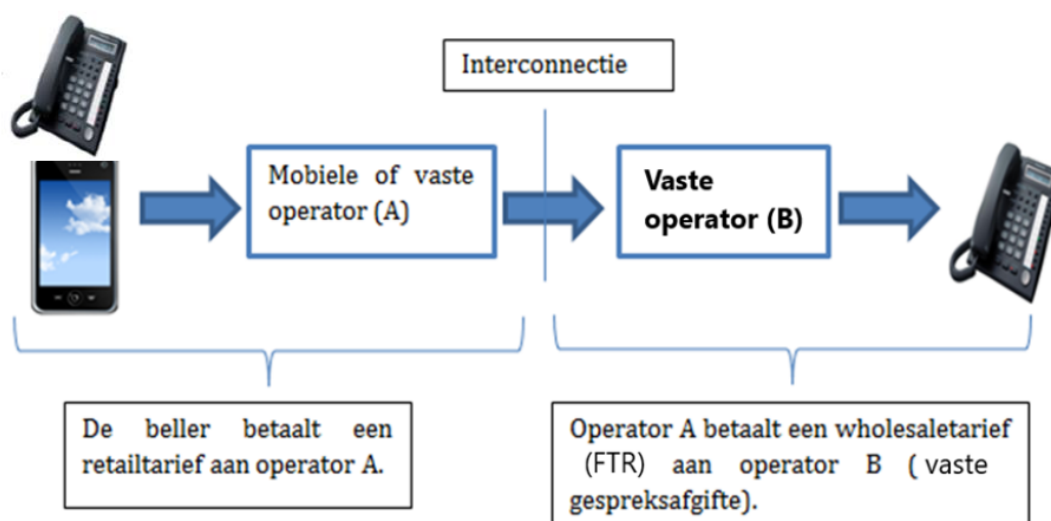 Interconnectie
Mobiele of vaste
operator (A)
Vaste
operator (B)
De beller betaalt een
retailtarief aan operator A.
Operator A betaalt een wholesaletarief
(FTR) aan operator B ( vaste
gespreksafgifte).